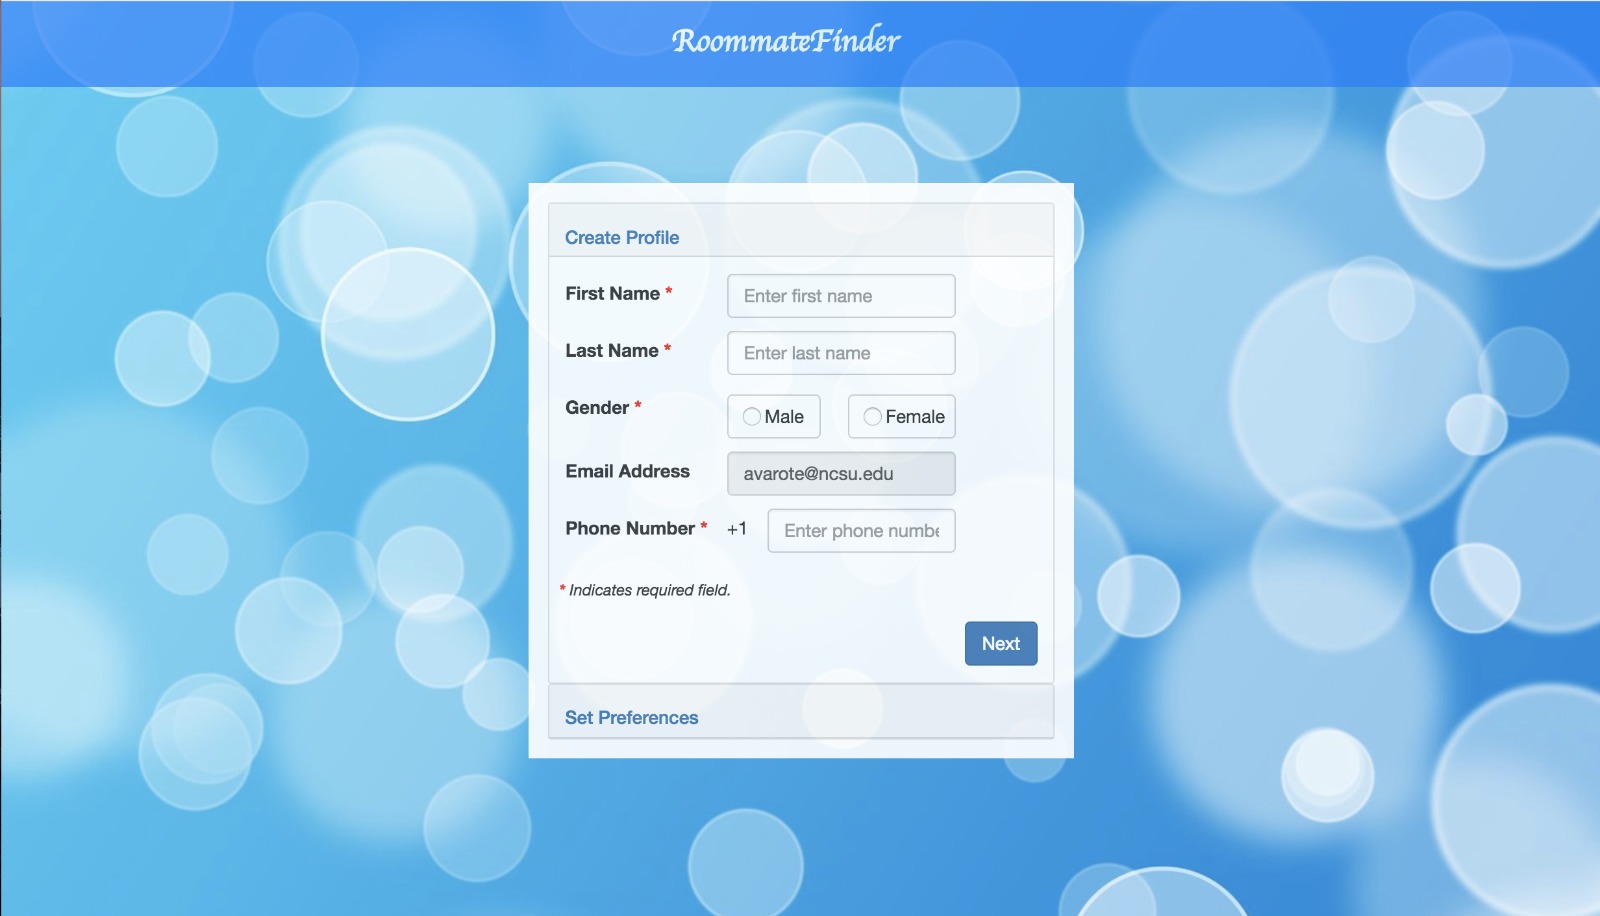 RoommateFinder
Create Profile
First Name * Enter first name
Last Name * Enter last name
Gender * Male Female
Email Address avarote@ncsu.edu
Phone Number * +1 Enter phone numbe
* Indicates required field.
Next
Set Preferences